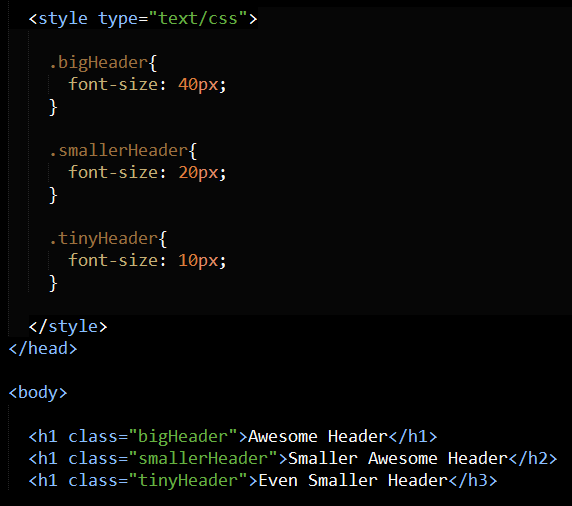 <style type="text/css">
.bigHeader{
font-size: 40px;
}
.smallerHeader{
font-size: 20px;
}
.tinyHeader{
font-size: 10px;
}
</style>
</head>
<body>
<h1 class="bigHeader">Awesome Header</h1>
<h1 class="smallerHeader">Smaller Awesome Header</h2>
<h1 class="tinyHeader">Even Smaller Header</h3>